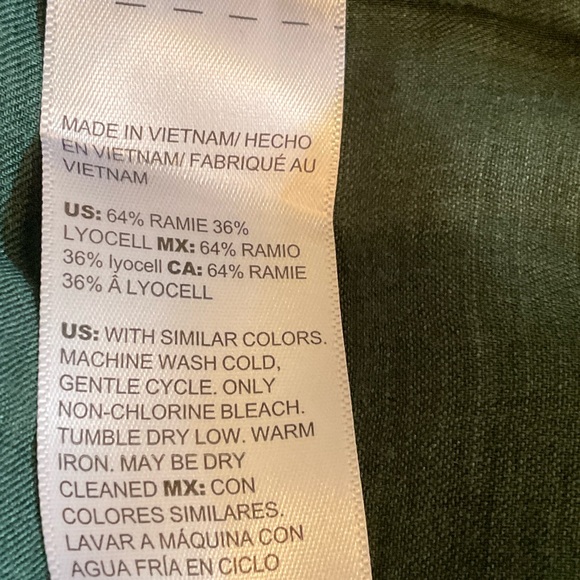 MADE IN VIETNAM/ HECHO
EN VIETNAM/ FABRIQUÉ AU
VIETNAM
US: 64% RAMIE 36%
LYOCELL MX: 64% RAMIO
36% lyocell CA: 64% RAMIE
36% Â LYOCELL
US: WITH SIMILAR COLORS.
MACHINE WASH COLD,
GENTLE CYCLE. ONLY
NON-CHLORINE BLEACH.
TUMBLE DRY LOW. WARM
IRON. MAY BE DRY
CLEANED MX: CON
COLORES SIMILARES.
LAVAR A MÁQUINA CON
AGUA FRÍA EN CICLO